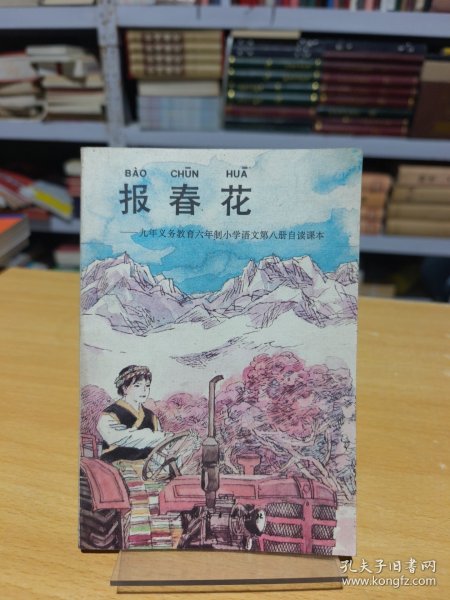 BÀO CHŪN HUĀ
报春花
——九年义务教育六年制小学语文第八册自读课本
孔夫子旧书网
www.kongfz.com